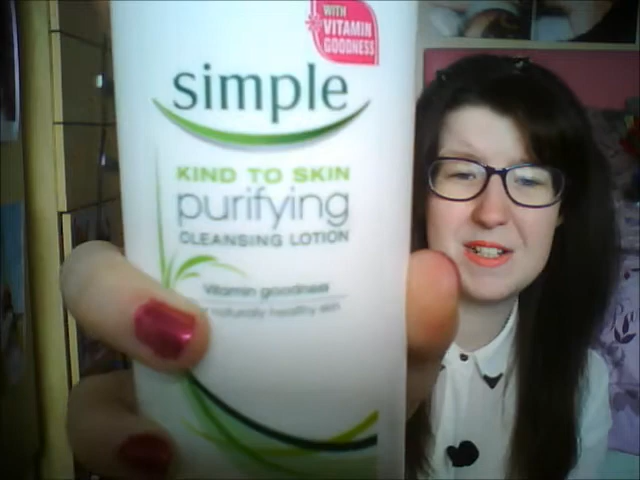 WITH
VITAMIN
GOODNESS
simple
KIND TO SKIN
purifying
CLEANSING LOTION
Vitamin goodness
naturally healthy skin